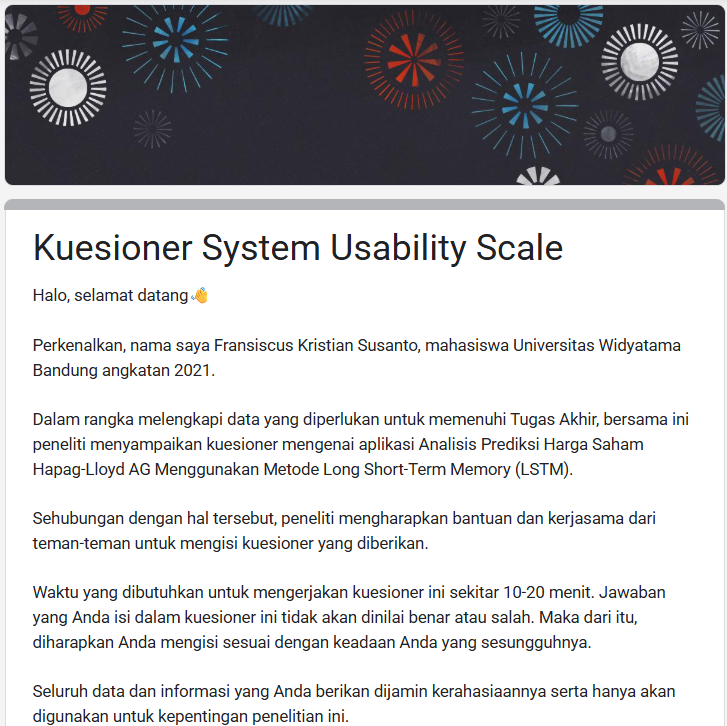 Kuesioner System Usability Scale
Halo, selamat datang👋
Perkenalkan, nama saya Fransiscus Kristian Susanto, mahasiswa Universitas Widyatama
Bandung angkatan 2021.
Dalam rangka melengkapi data yang diperlukan untuk memenuhi Tugas Akhir, bersama ini
peneliti menyampaikan kuesioner mengenai aplikasi Analisis Prediksi Harga Saham
Hapag-Lloyd AG Menggunakan Metode Long Short-Term Memory (LSTM).
Sehubungan dengan hal tersebut, peneliti mengharapkan bantuan dan kerjasama dari
teman-teman untuk mengisi kuesioner yang diberikan.
Waktu yang dibutuhkan untuk mengerjakan kuesioner ini sekitar 10-20 menit. Jawaban
yang Anda isi dalam kuesioner ini tidak akan dinilai benar atau salah. Maka dari itu,
diharapkan Anda mengisi sesuai dengan keadaan Anda yang sesungguhnya.
Seluruh data dan informasi yang Anda berikan dijamin kerahasiaannya serta hanya akan
digunakan untuk kepentingan penelitian ini.